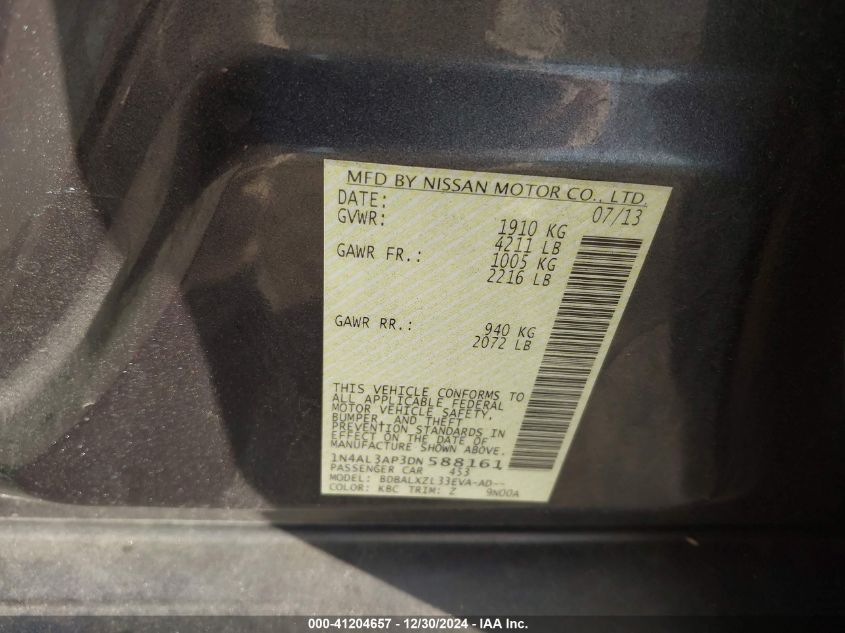 MFD BY NISSAN MOTOR CO., LTD.
DATE: 07/13
GVWR: 1910 KG
4211 LB
GAWR FR.: 1005 KG
2216 LB
GAWR RR.: 940 KG
2072 LB
THIS VEHICLE CONFORMS TO
ALL APPLICABLE FEDERAL
MOTOR VEHICLE SAFETY,
BUMPER, AND THEFT
PREVENTION STANDARDS IN
EFFECT ON THE DATE OF
MANUFACTURE SHOWN ABOVE.
1N4AL3AP3DN 588161
PASSENGER CAR 453
MODEL: BDBALXZL33EVA-AD--
COLOR: KBC TRIM: Z 9N00A
000-41204657 - 12/30/2024 - IAA Inc.